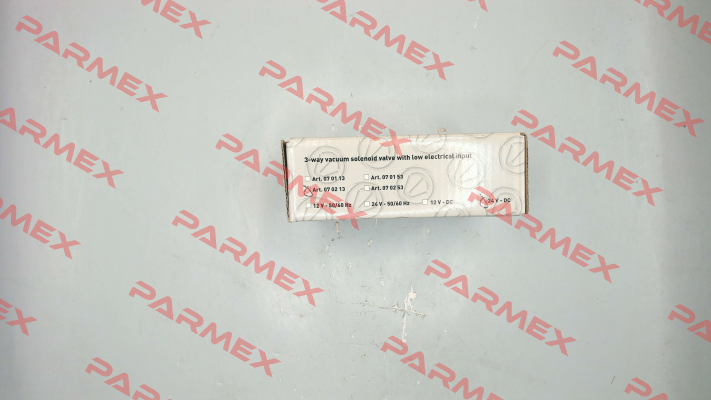 PARMEX
3-way vacuum solenoid valve with low electrical input
Art. 07 01 13 Art. 07 01 53
Art. 07 02 13 Art. 07 02 53
12 V - 50/60 Hz 24 V - 50/60 Hz 12 V - DC 24 V - DC